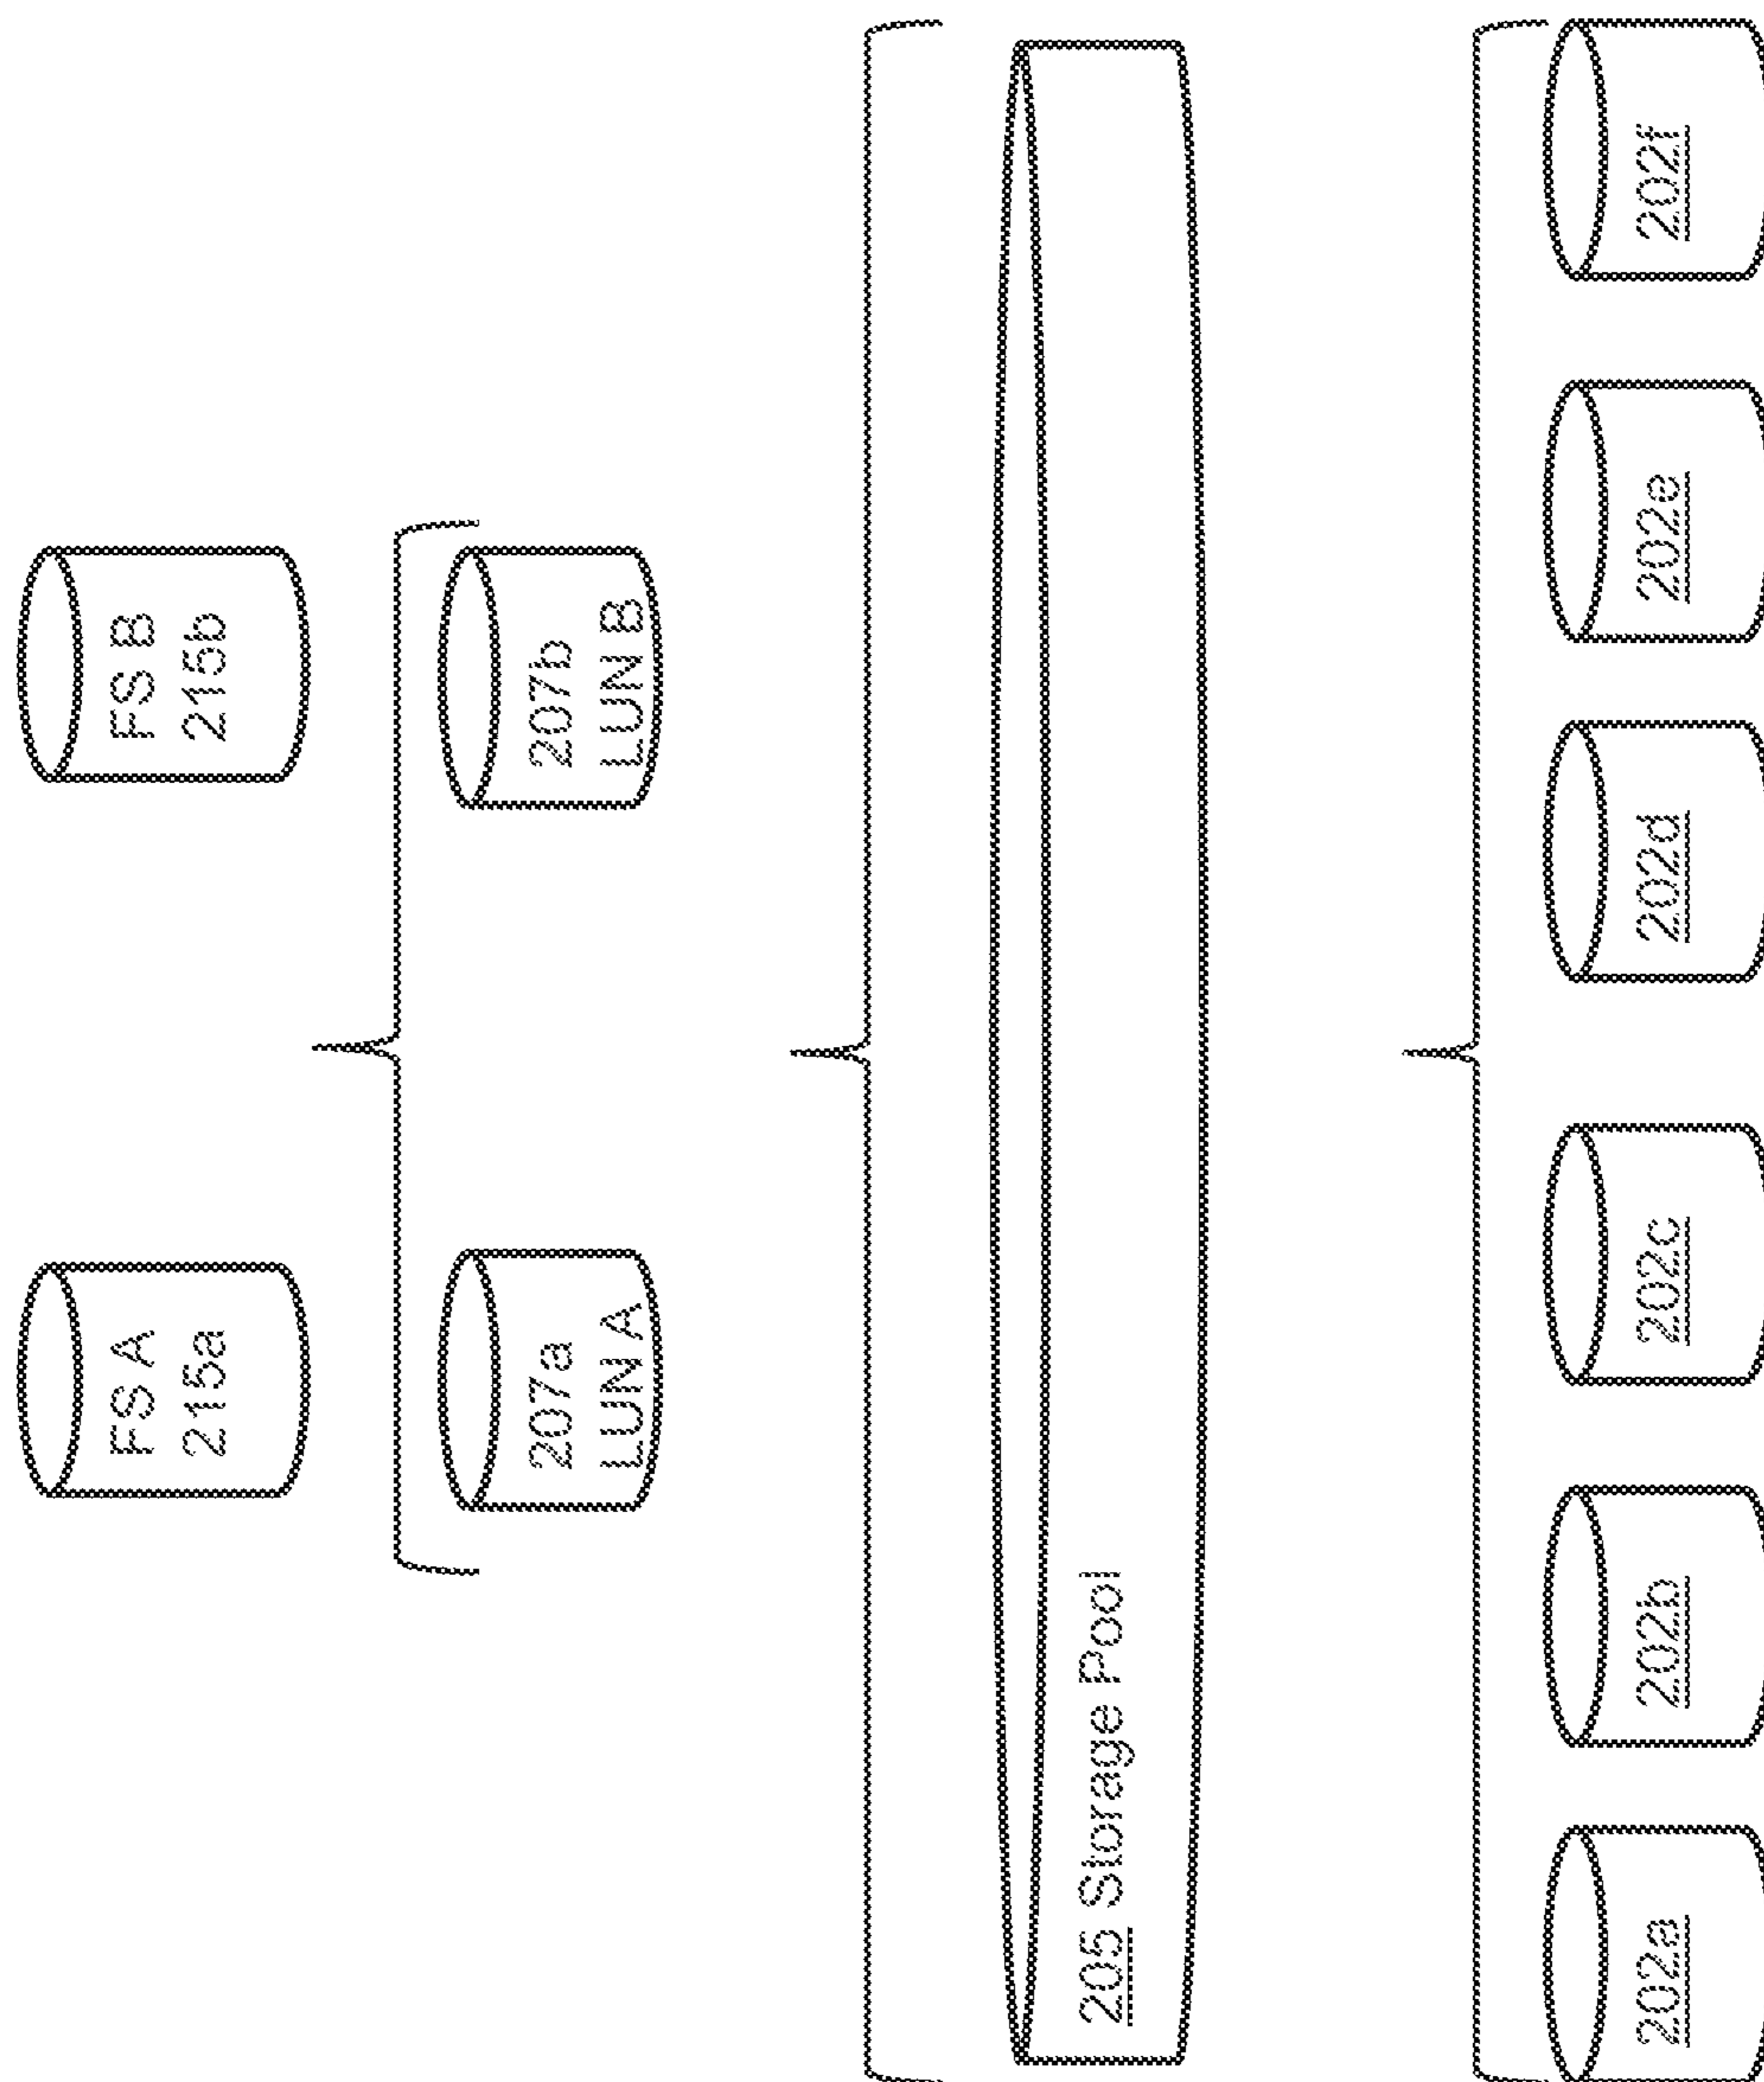 FS A
215a
FS B
215b
207a
LUN A
207b
LUN B
205 Storage Pool
202a
202b
202c
202d
202e
202f